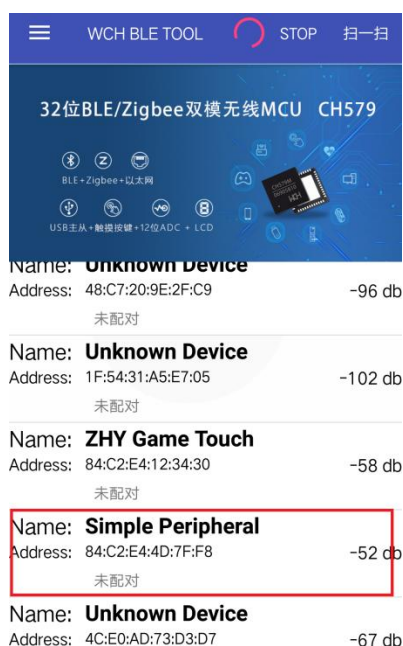 WCH BLE TOOL STOP 扫一扫
32位BLE/Zigbee双模无线MCU CH579
BLE+Zigbee+以太网
USB主从+触摸按键+12位ADC + LCD
Name: Unknown Device
Address: 48:C7:20:9E:2F:C9 -96 db
未配对
Name: Unknown Device
Address: 1F:54:31:A5:E7:05 -102 db
未配对
Name: ZHY Game Touch
Address: 84:C2:E4:12:34:30 -58 db
未配对
Name: Simple Peripheral
Address: 84:C2:E4:4D:7F:F8 -52 db
未配对
Name: Unknown Device
Address: 4C:E0:AD:73:D3:D7 -67 db